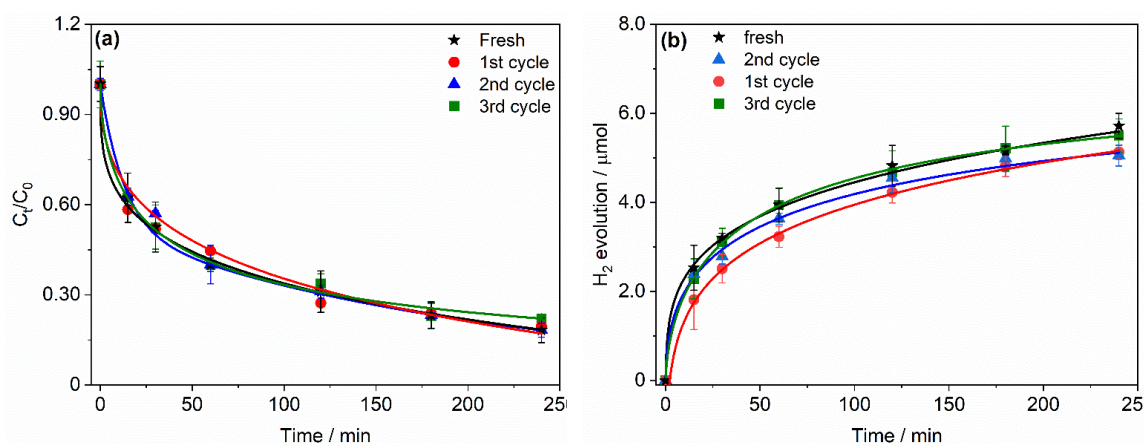 (a)
Fresh
1st cycle
2nd cycle
3rd cycle
1.2
0.90
0.60
0.30
0
Cₜ/C₀
0
50
100
150
200
250
Time / min
(b)
fresh
2nd cycle
1st cycle
3rd cycle
8.0
6.0
4.0
2.0
0
H₂ evolution / μmol
0
50
100
150
200
25
Time / min